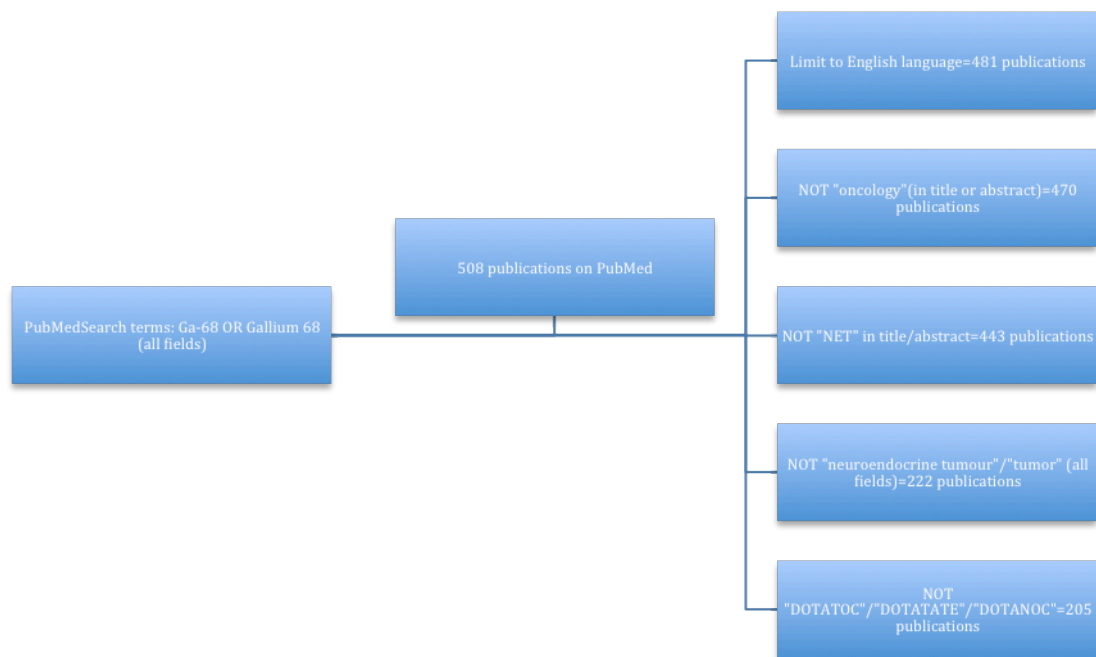 Limit to English language=481 publications
NOT "oncology"(in title or abstract)=470
publications
508 publications on PubMed
PubMedSearch terms: Ga-68 OR Gallium 68
(all fields)
NOT "NET" in title/abstract=443 publications
NOT "neuroendocrine tumour"/"tumor" (all
fields)=222 publications
NOT
"DOTATOC"/"DOTATATE"/"DOTANOC"=205
publications